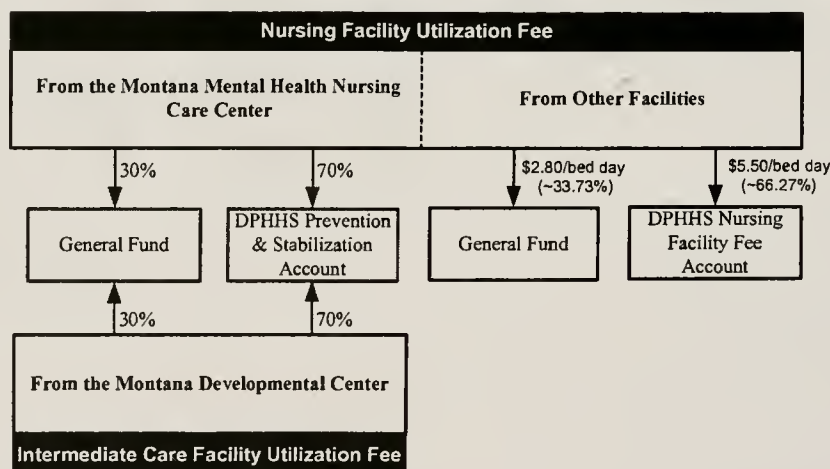 Nursing Facility Utilization Fee
From the Montana Mental Health Nursing
Care Center
From Other Facilities
30%
70%
$2.80/bed day
(~33.73%)
$5.50/bed day
(~66.27%)
General Fund
DPHHS Prevention
& Stabilization
Account
General Fund
DPHHS Nursing
Facility Fee
Account
30%
70%
From the Montana Developmental Center
Intermediate Care Facility Utilization Fee